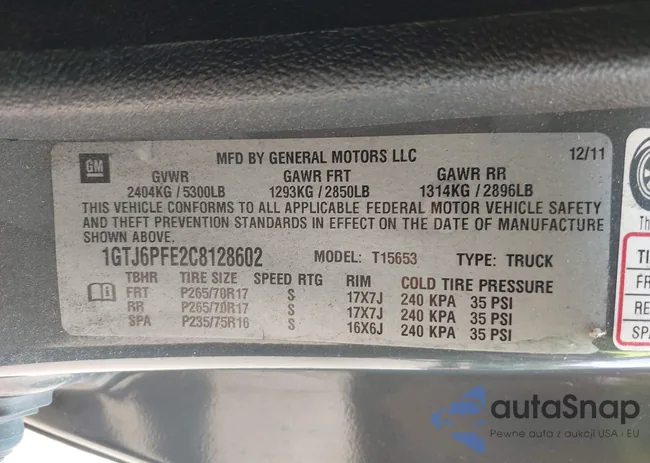 GM
MFD BY GENERAL MOTORS LLC 12/11
GVWR GAWR FRT GAWR RR
2404KG / 5300LB 1293KG / 2850LB 1314KG / 2896LB
THIS VEHICLE CONFORMS TO ALL APPLICABLE FEDERAL MOTOR VEHICLE SAFETY
AND THEFT PREVENTION STANDARDS IN EFFECT ON THE DATE OF MANUFACTURE
SHOWN ABOVE.
1GTJ6PFE2C8128602 MODEL: T15653 TYPE: TRUCK
TBHR TIRE SIZE SPEED RTG RIM COLD TIRE PRESSURE
FRT P265/70R17 S 17X7J 240 KPA 35 PSI
RR P265/70R17 S 17X7J 240 KPA 35 PSI
SPA P235/75R16 S 16X6J 240 KPA 35 PSI
TI
FR
RE
SPA
autaSnap
Pewne auta z aukcji USA i EU